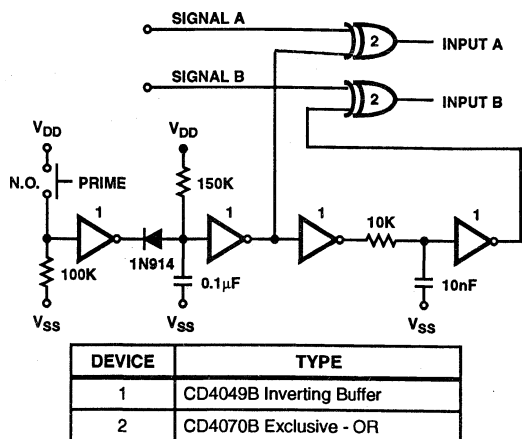 SIGNAL A
2
INPUT A
SIGNAL B
2
INPUT B
VDD
VDD
N.O.
PRIME
150K
1
1
1
1
10K
1N914
100K
0.1µF
10nF
VSS
VSS
VSS
DEVICE TYPE
1 CD4049B Inverting Buffer
2 CD4070B Exclusive - OR